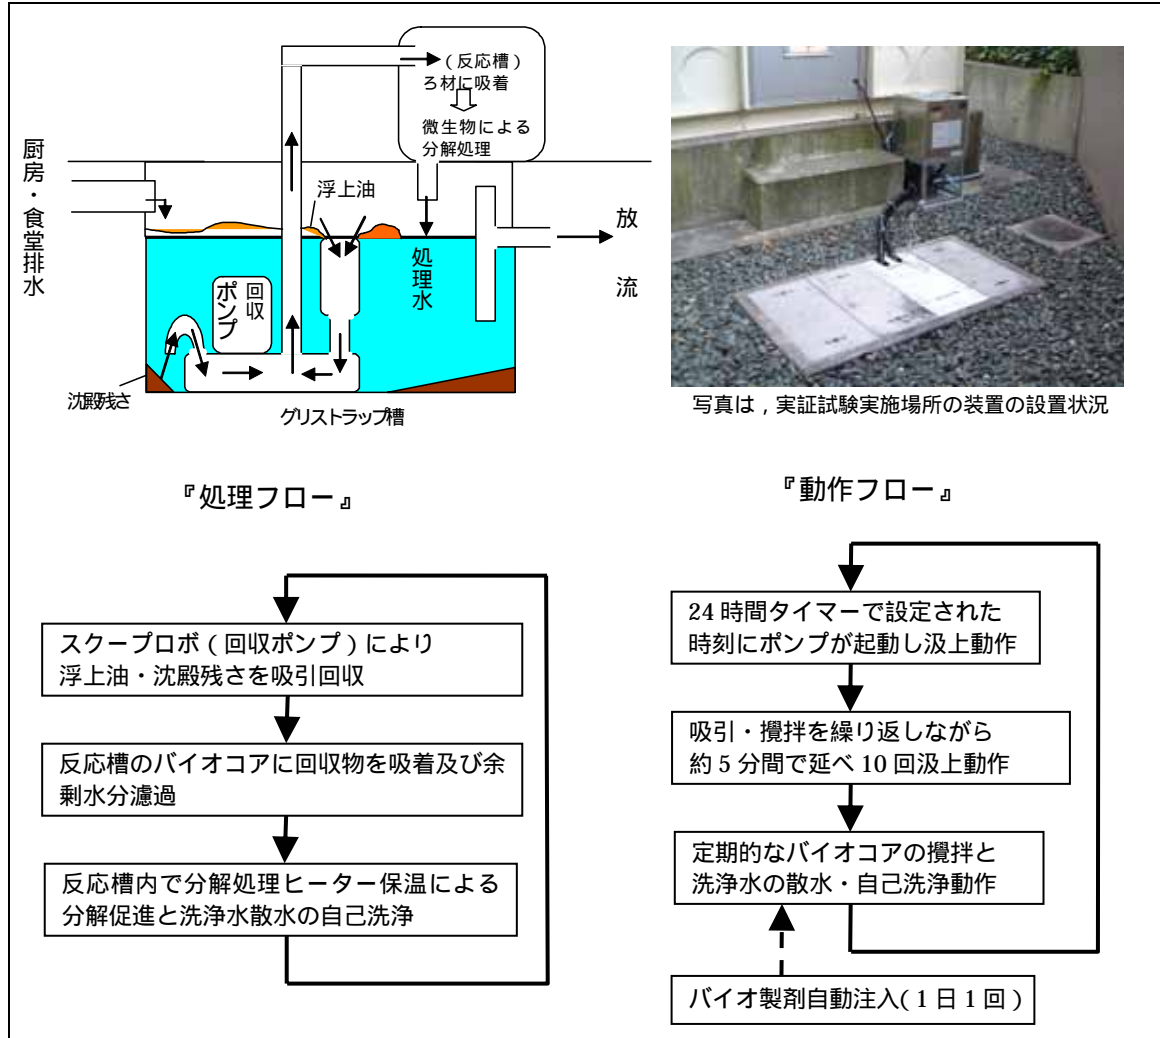 (反応槽)
ろ材に吸着
微生物による
分解処理
厨房・食堂排水
浮上油
処理水
放流
回収
ポンプ
沈殿残さ
グリストラップ槽
写真は,実証試験実施場所の装置の設置状況
『処理フロー』
スクープロボ(回収ポンプ)により
浮上油・沈殿残さを吸引回収
反応槽のバイオコアに回収物を吸着及び余
剰水分濾過
反応槽内で分解処理ヒーター保温による
分解促進と洗浄水散水の自己洗浄
『動作フロー』
24時間タイマーで設定された
時刻にポンプが起動し汲上動作
吸引・攪拌を繰り返しながら
約5分間で延べ10回汲上動作
定期的なバイオコアの攪拌と
洗浄水の散水・自己洗浄動作
バイオ製剤自動注入(1日1回)